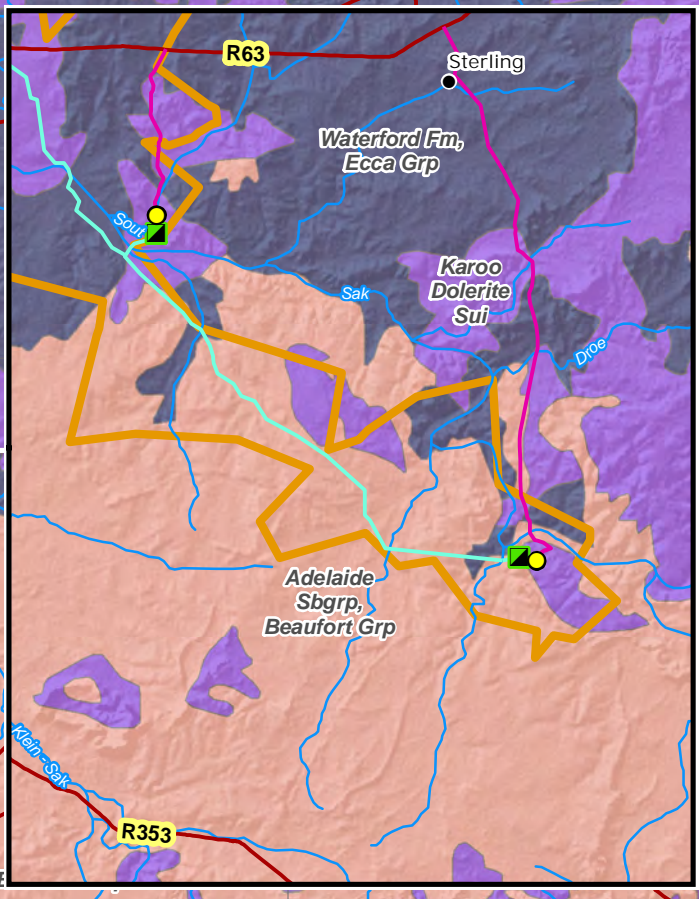 R63
Sterling
Waterford Fm,
Ecca Grp
Sout
Karoo
Dolerite
Sui
Sak
Droe
Adelaide
Sbgrp,
Beaufort Grp
Klein - Sak
R353